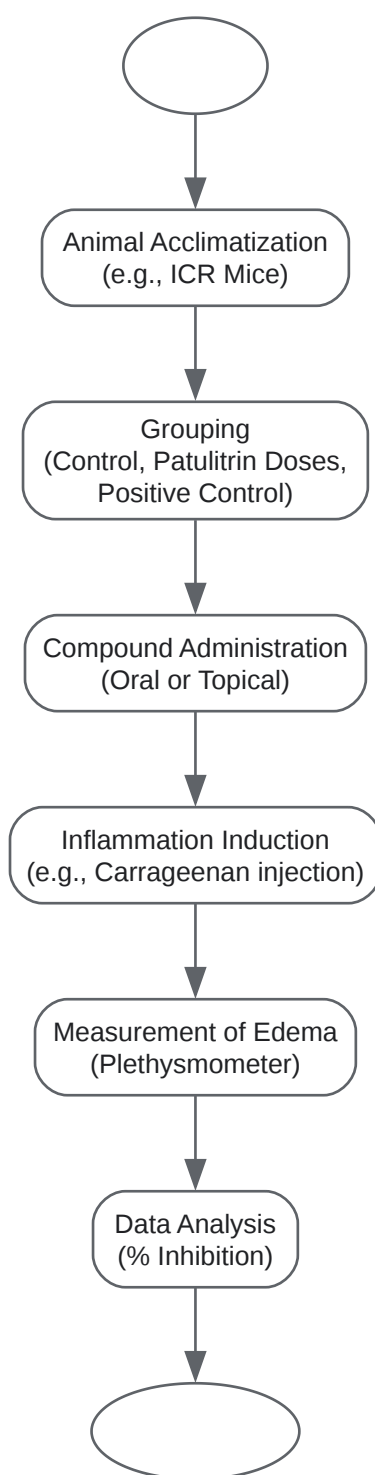 Animal Acclimatization
(e.g., ICR Mice)
Grouping
(Control, Patulitrin Doses,
Positive Control)
Compound Administration
(Oral or Topical)
Inflammation Induction
(e.g., Carrageenan injection)
Measurement of Edema
(Plethysmometer)
Data Analysis
(% Inhibition)